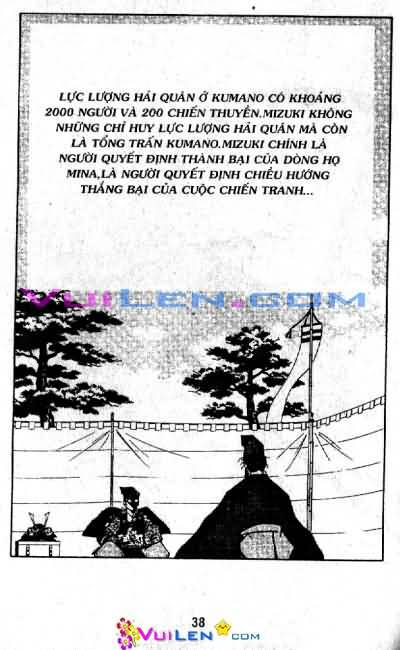 LỰC LƯỢNG HẢI QUÂN Ở KUMANO CÓ KHOẢNG
2000 NGƯỜI VÀ 200 CHIẾN THUYỀN.MIZUKI KHÔNG
NHỮNG CHỈ HUY LỰC LƯỢNG HẢI QUÂN MÀ CÒN
LÀ TỔNG TRẤN KUMANO.MIZUKI CHÍNH LÀ
NGƯỜI QUYẾT ĐỊNH THÀNH BẠI CỦA DÒNG HỌ
MINA,LÀ NGƯỜI QUYẾT ĐỊNH CHIỀU HƯỚNG
THẮNG BẠI CỦA CUỘC CHIẾN TRANH...
VUILEN.COM
38
VUILEN.COM